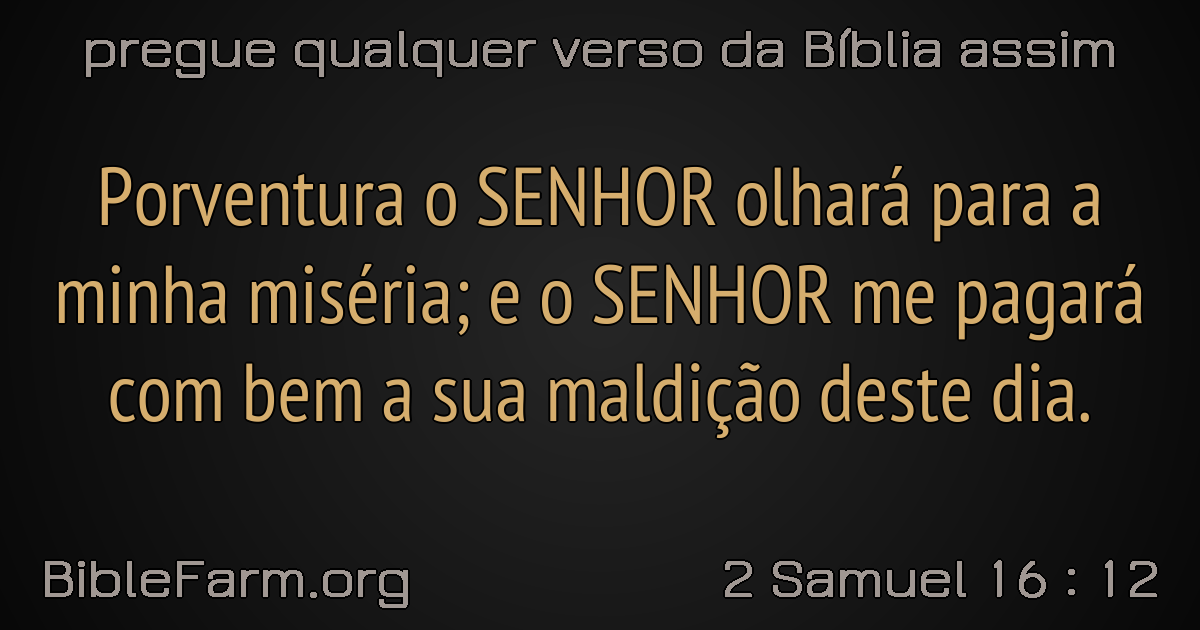 pregue qualquer verso da Bíblia assim
Porventura o SENHOR olhará para a
minha miséria; e o SENHOR me pagará
com bem a sua maldição deste dia.
BibleFarm.org
2 Samuel 16 : 12